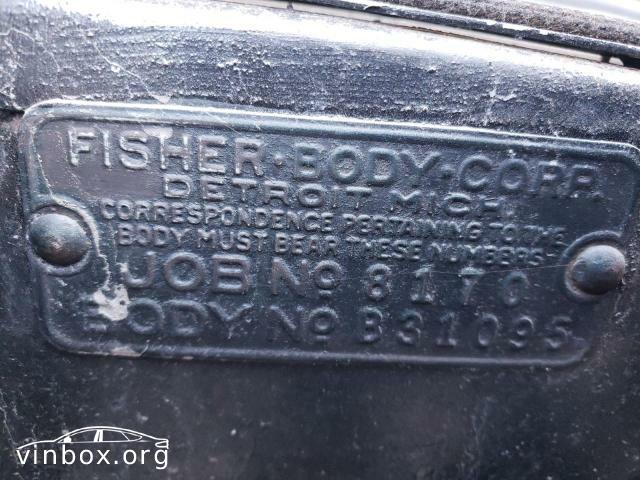 FISHER·BODY·CORP.
DETROIT MICH.
CORRESPONDENCE PERTAINING TO THE
BODY MUST BEAR THESE NUMBERS
JOB No 8170
BODY No B31095
vinbox.org